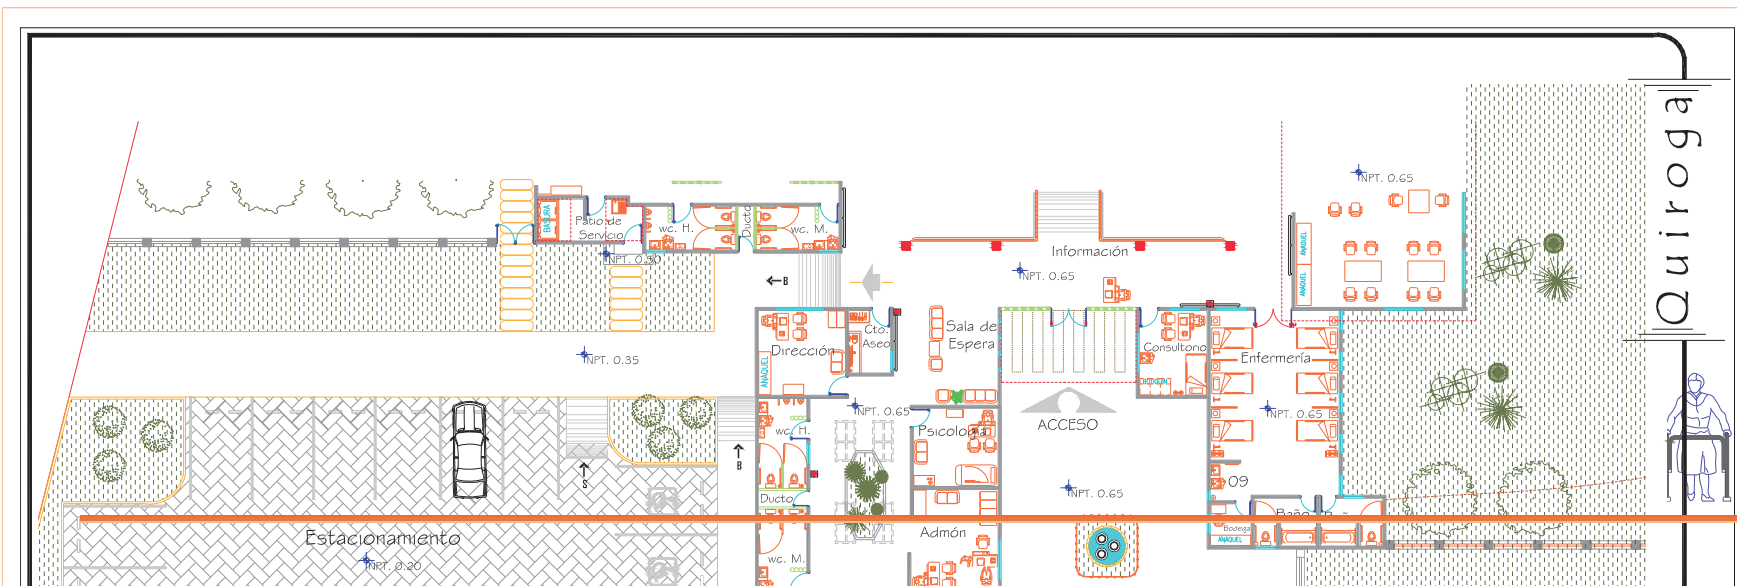 Quiroga
NPT. 0.65
BASURA
Patio de
Servicio
wc. H.
Ducto
wc. M.
NPT. 0.50
Información
NPT. 0.65
ANAQUEL
ANAQUEL
B
Cto.
Aseo
Sala de
Espera
Dirección
ANAQUEL
Consultorio
Enfermería
NPT. 0.35
NPT. 0.65
NPT. 0.65
ACCESO
Psicología
wc. H.
B
S
NPT. 0.65
09
Ducto
Baño
Bodega
ANAQUEL
Admón
Estacionamiento
wc. M.
NPT. 0.20